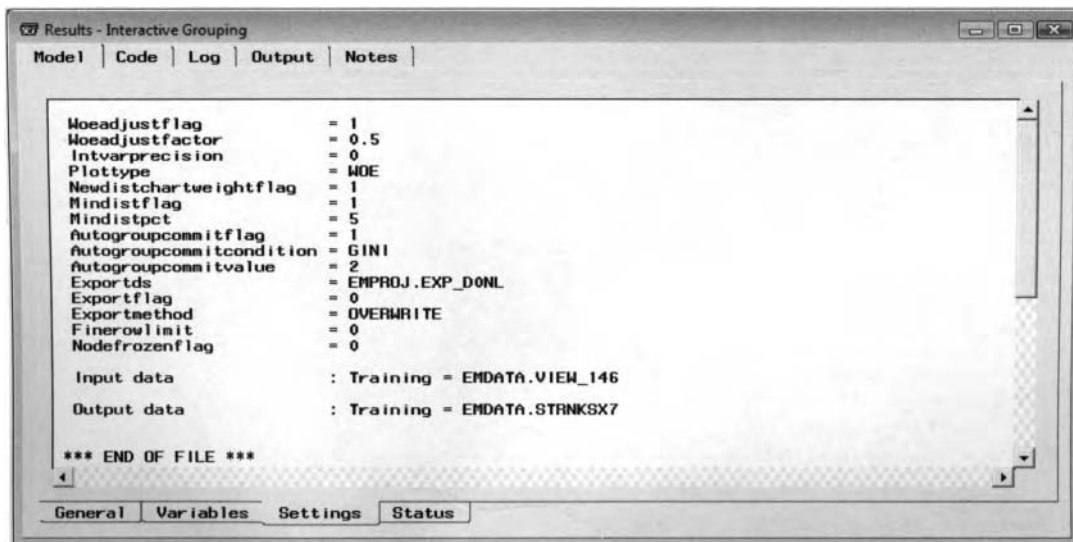 Results - Interactive Grouping
Model Code Log Output Notes
Woeadjustflag = 1
Woeadjustfactor = 0.5
Intvarprecision = 0
Plottype = WOE
Newdistchartweightflag = 1
Mindistflag = 1
Mindistpct = 5
Autogroupcommitflag = 1
Autogroupcommitcondition = GINI
Autogroupcommitvalue = 2
Exportds = EMPROJ.EXP_D0NL
Exportflag = 0
Exportmethod = OVERWRITE
Finerowlimit = 0
Nodefrozenflag = 0
Input data : Training = EMDATA.VIEW_146
Output data : Training = EMDATA.STRNKSX7
*** END OF FILE ***
General Variables Settings Status